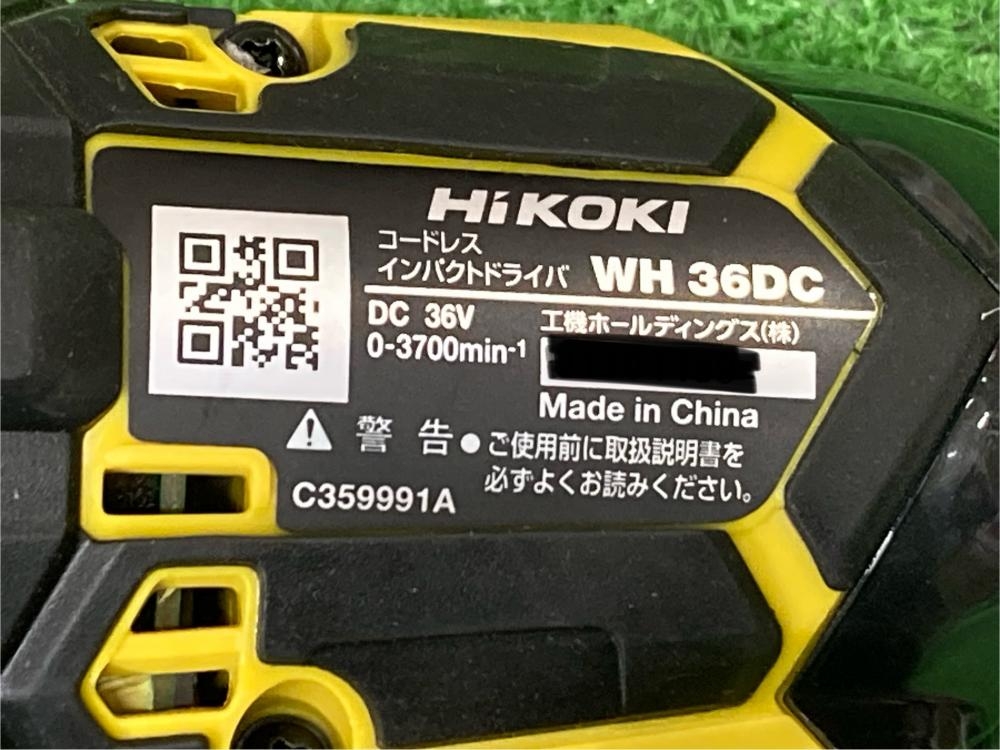 HiKOKI
コードレス
インパクトドライバ WH 36DC
DC 36V
0-3700min-1
工機ホールディングス(株)
Made in China
警告 ●ご使用前に取扱説明書を
必ずよくお読みください。
C359991A